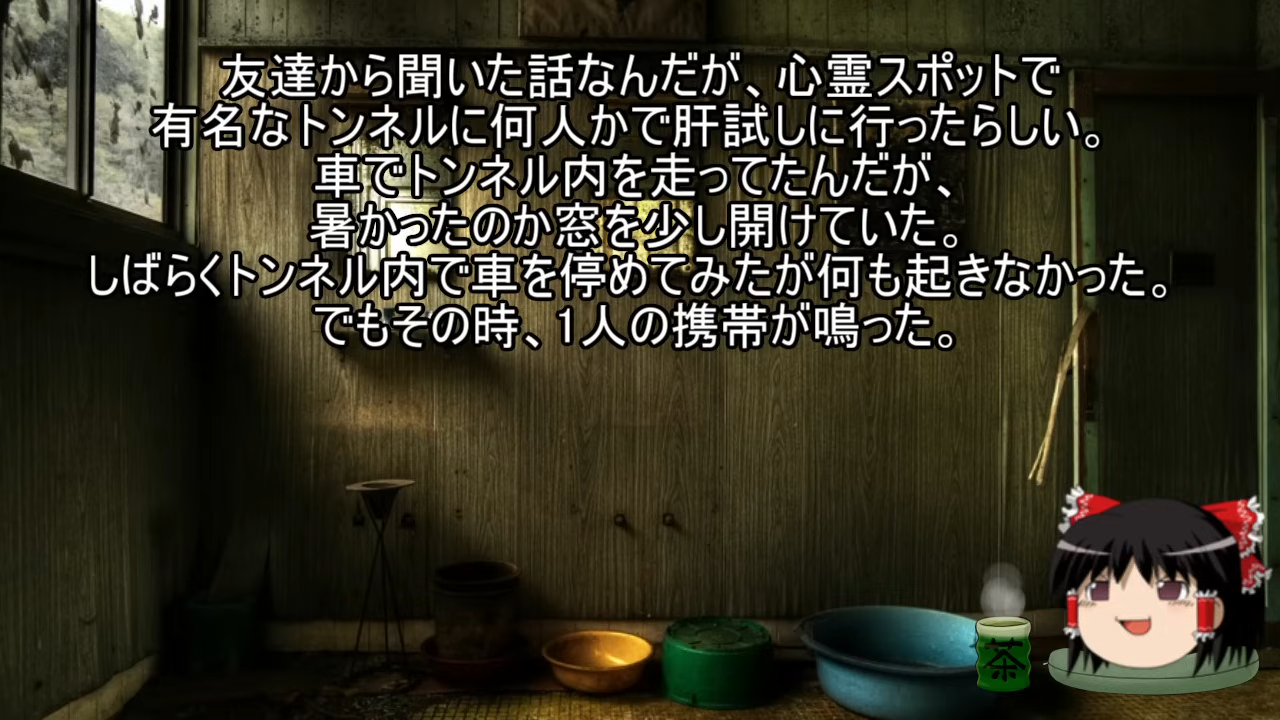 友達から聞いた話なんだが、心霊スポットで
有名なトンネルに何人かで肝試しに行ったらしい。
車でトンネル内を走ってたんだが、
暑かったのか窓を少し開けていた。
しばらくトンネル内で車を停めてみたが何も起きなかった。
でもその時、1人の携帯が鳴った。
茶